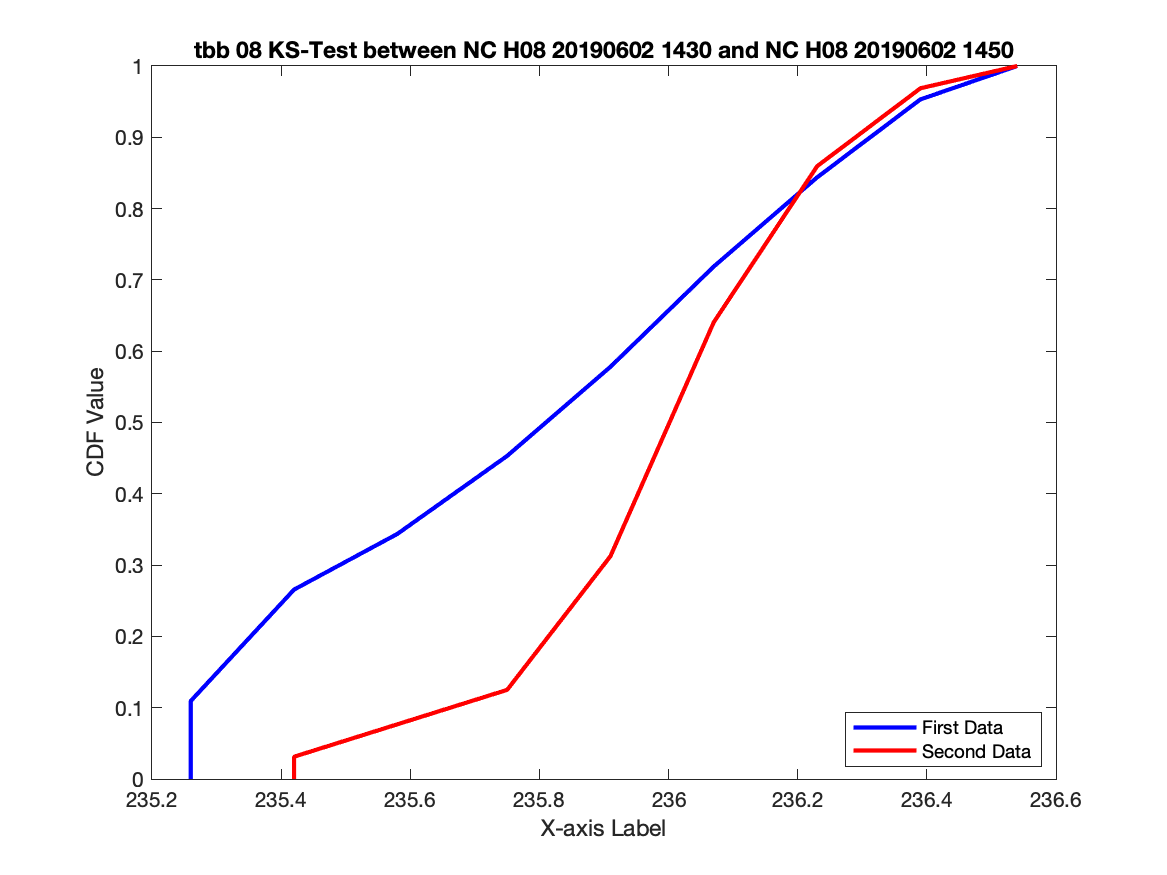 tbb 08 KS-Test between NC H08 20190602 1430 and NC H08 20190602 1450
1
0.9
0.8
0.7
0.6
0.5
0.4
0.3
0.2
0.1
0
CDF Value
First Data
Second Data
235.2 235.4 235.6 235.8 236 236.2 236.4 236.6
X-axis Label